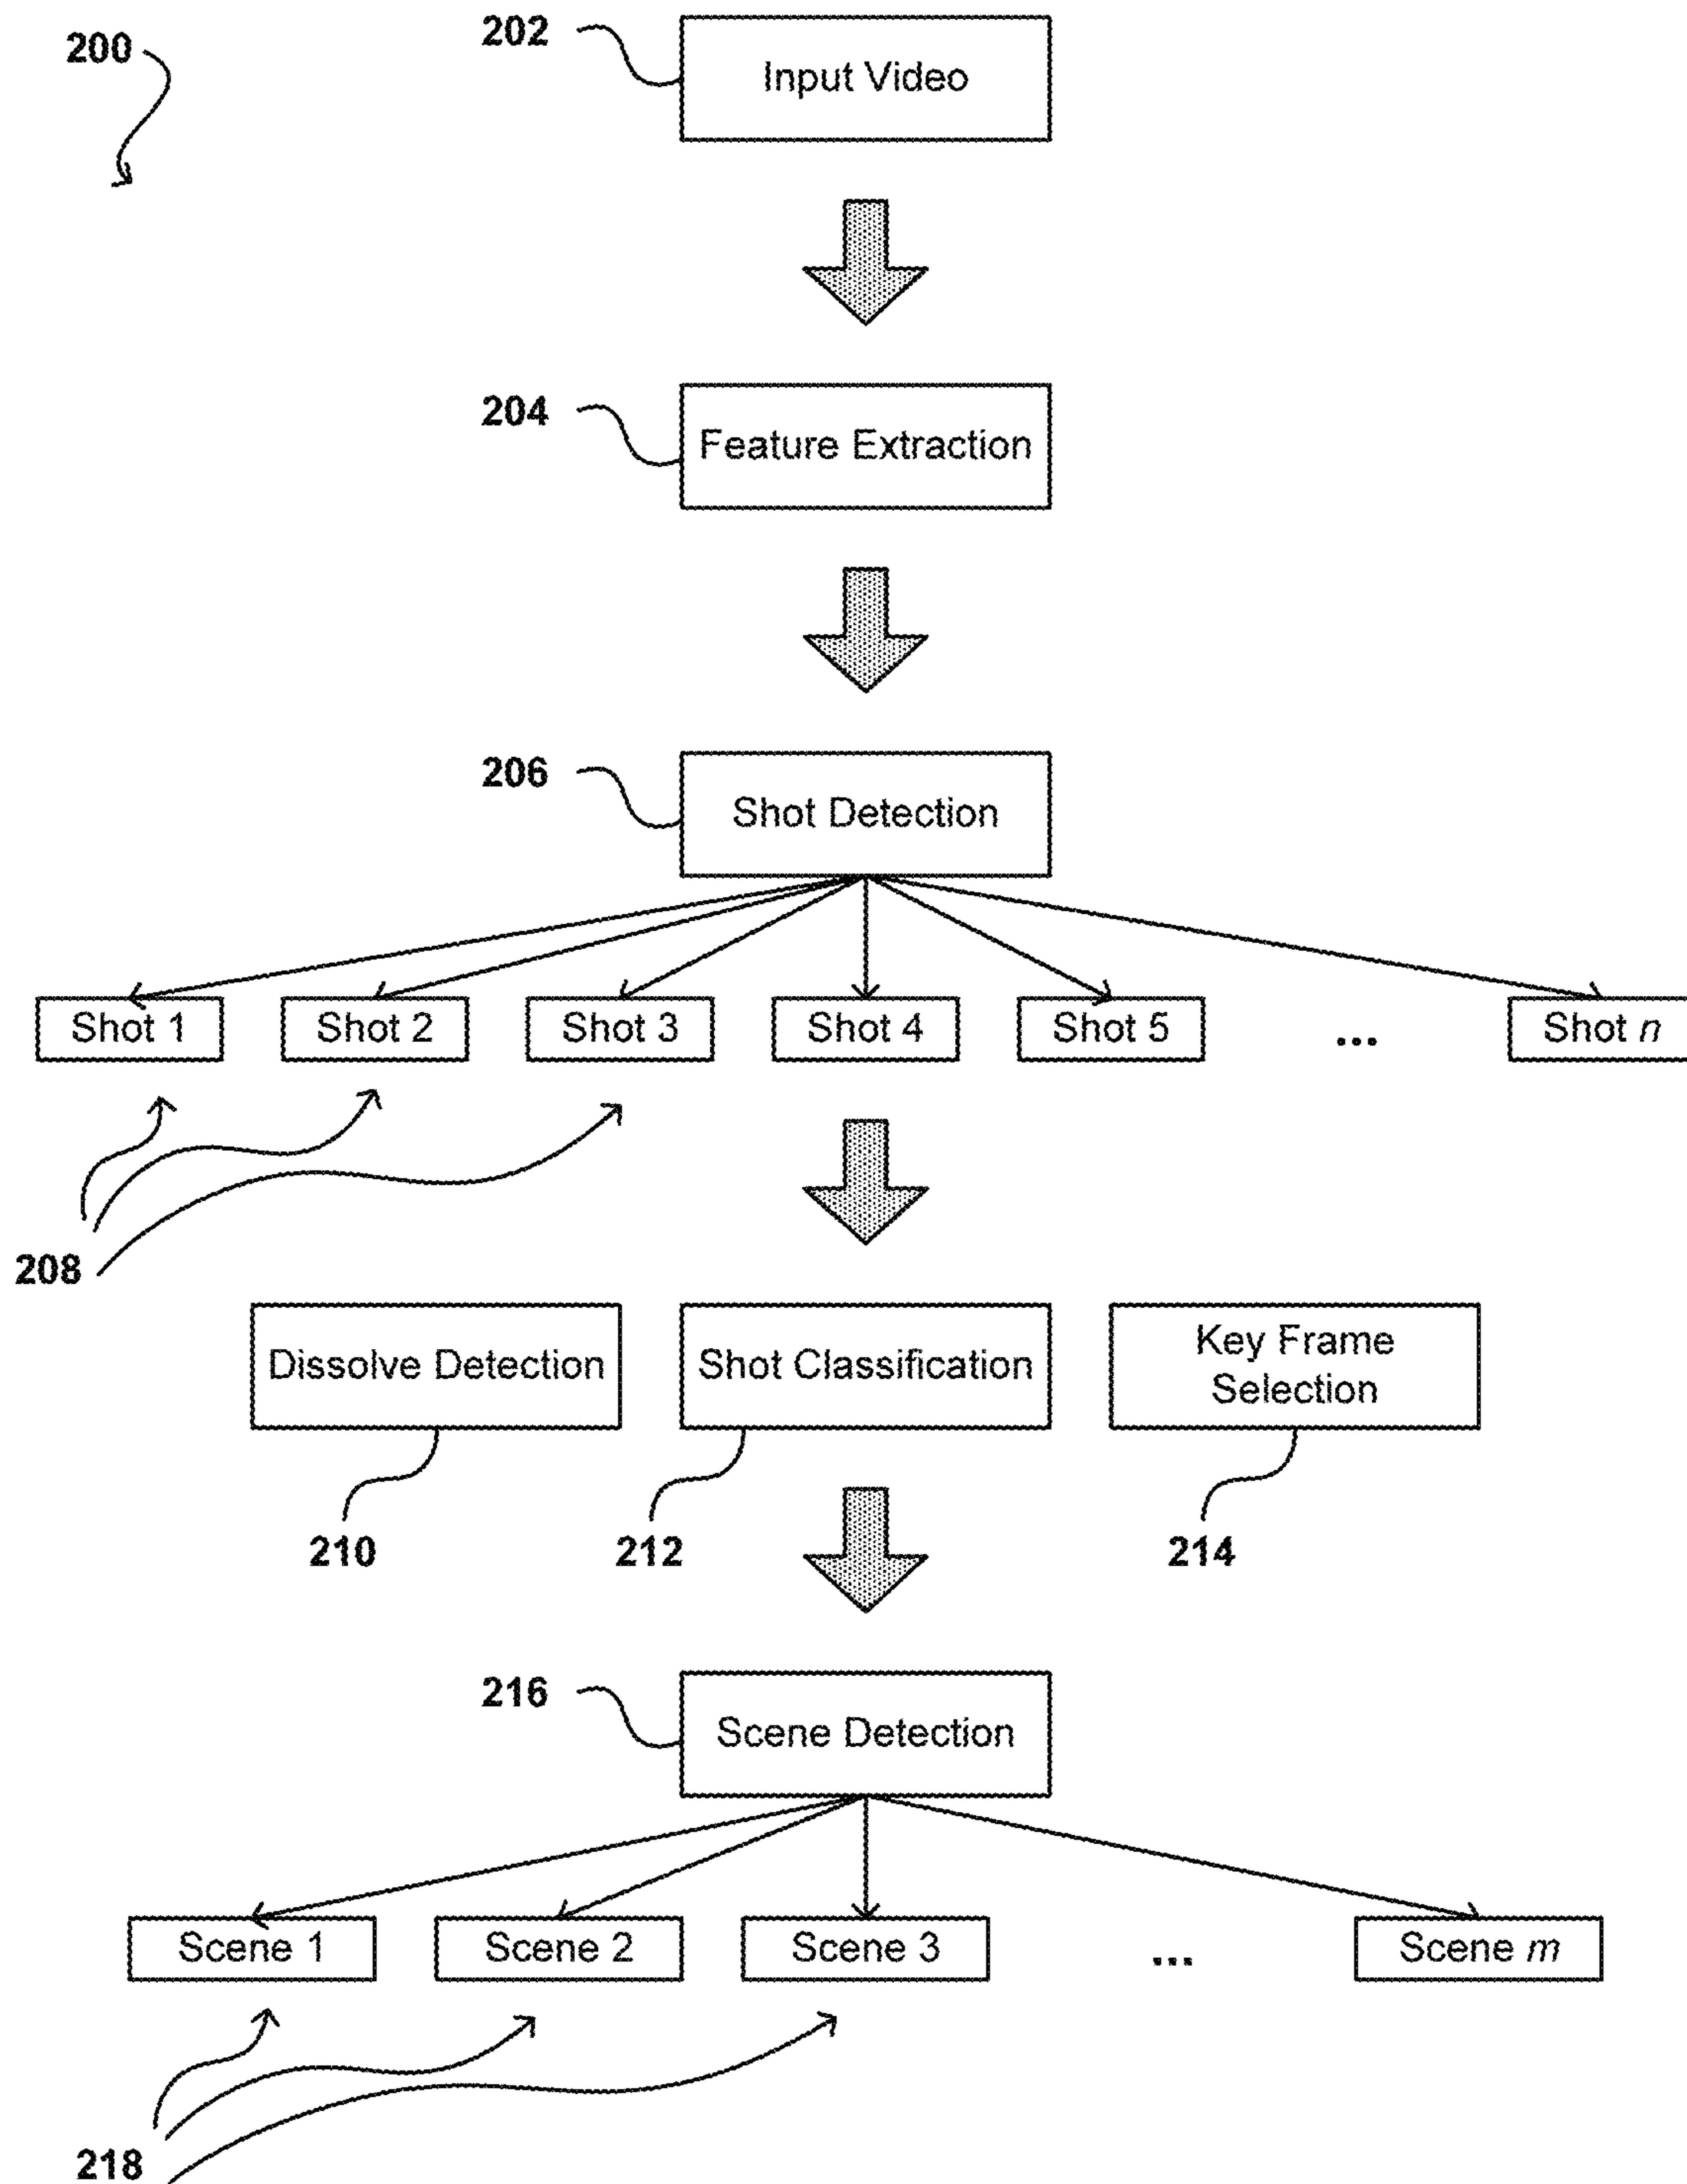 200
202
Input Video
204
Feature Extraction
206
Shot Detection
Shot 1
Shot 2
Shot 3
Shot 4
Shot 5
...
Shot n
208
Dissolve Detection
Shot Classification
Key Frame
Selection
210
212
214
216
Scene Detection
Scene 1
Scene 2
Scene 3
...
Scene m
218